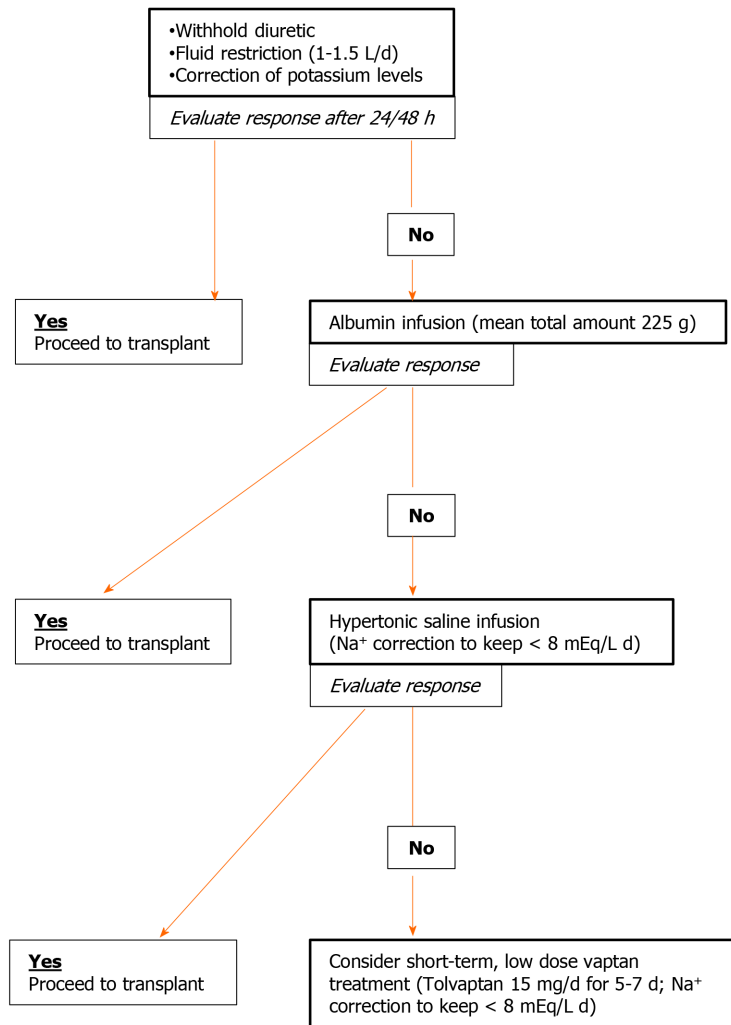 •Withhold diuretic
•Fluid restriction (1-1.5 L/d)
•Correction of potassium levels
Evaluate response after 24/48 h
No
Yes
Proceed to transplant
Albumin infusion (mean total amount 225 g)
Evaluate response
No
Yes
Proceed to transplant
Hypertonic saline infusion
(Na⁺ correction to keep < 8 mEq/L d)
Evaluate response
No
Yes
Proceed to transplant
Consider short-term, low dose vaptan
treatment (Tolvaptan 15 mg/d for 5-7 d; Na⁺
correction to keep < 8 mEq/L d)